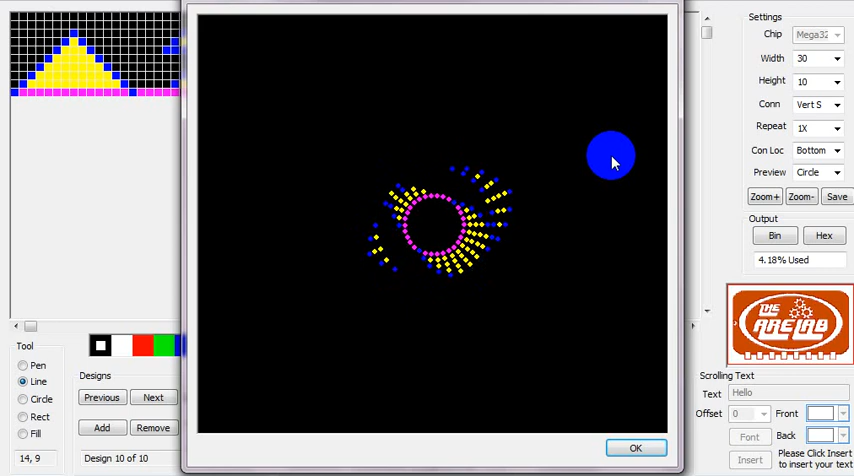 Settings
Chip Mega32
Width 30
Height 10
Conn Vert S
Repeat 1X
Con Loc Bottom
Preview Circle
Zoom+ Zoom- Save
Output
Bin Hex
4.18% Used
THE
ARE LAB
Tool
Pen
Line
Circle
Rect
Fill
14, 9
Designs
Previous Next
Add Remove
Design 10 of 10
OK
Scrolling Text
Text Hello
Offset 0 Front
Font Back
Insert Please Click Insert
to insert your text